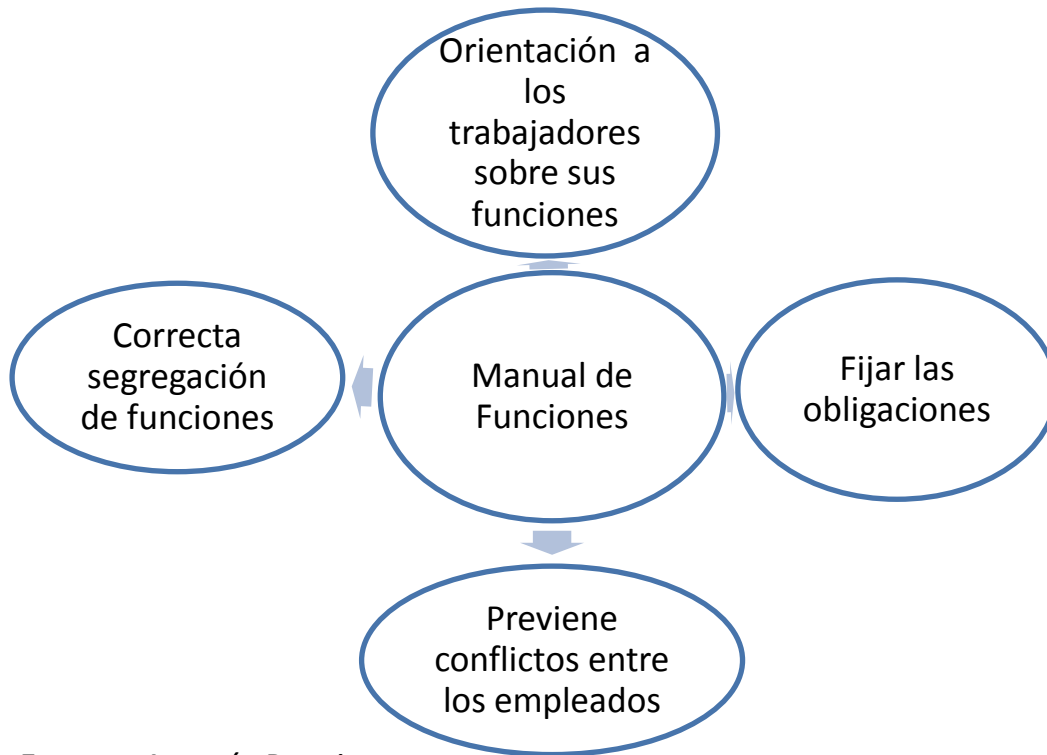 Orientación a
los
trabajadores
sobre sus
funciones
Correcta
segregación
de funciones
Manual de
Funciones
Fijar las
obligaciones
Previene
conflictos entre
los empleados